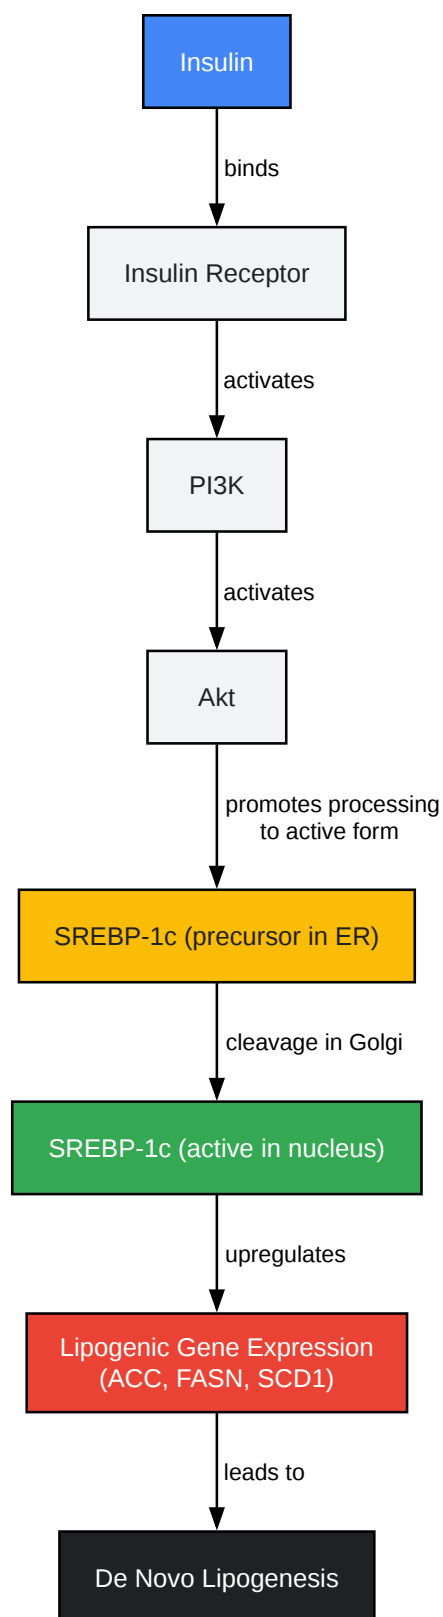 Insulin
binds
Insulin Receptor
activates
PI3K
activates
Akt
promotes processing
to active form
SREBP-1c (precursor in ER)
cleavage in Golgi
SREBP-1c (active in nucleus)
upregulates
Lipogenic Gene Expression
(ACC, FASN, SCD1)
leads to
De Novo Lipogenesis